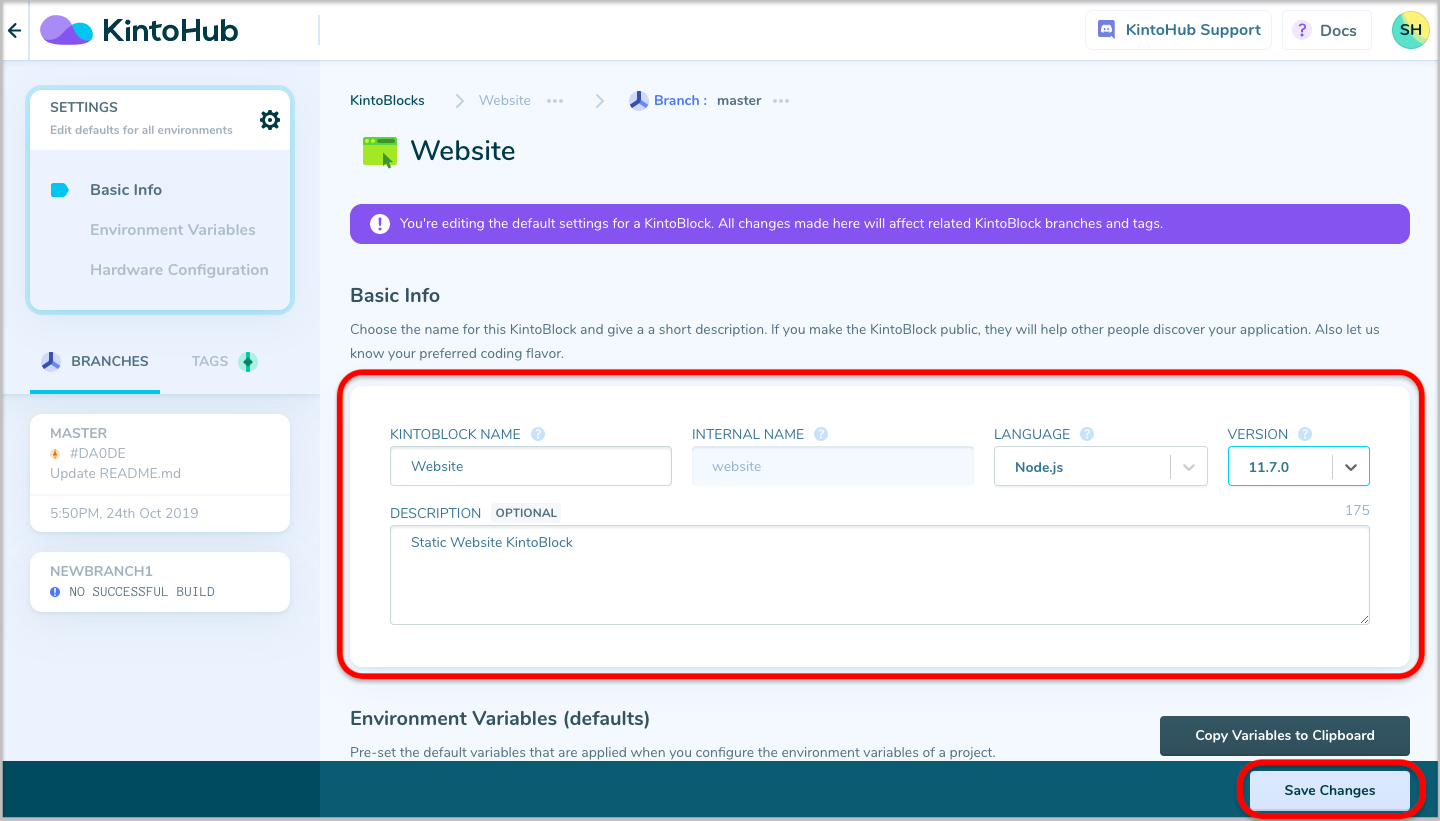 KintoHub
KintoHub Support
? Docs
SH
SETTINGS
Edit defaults for all environments
Basic Info
Environment Variables
Hardware Configuration
BRANCHES
TAGS
MASTER
#DA0DE
Update README.md
5:50PM, 24th Oct 2019
NEWBRANCH1
NO SUCCESSFUL BUILD
KintoBlocks
Website
Branch : master
Website
You're editing the default settings for a KintoBlock. All changes made here will affect related KintoBlock branches and tags.
Basic Info
Choose the name for this KintoBlock and give a a short description. If you make the KintoBlock public, they will help other people discover your application. Also let us
know your preferred coding flavor.
KINTOBLOCK NAME ?
INTERNAL NAME ?
LANGUAGE ?
VERSION ?
Website
website
Node.js
11.7.0
DESCRIPTION OPTIONAL
175
Static Website KintoBlock
Environment Variables (defaults)
Pre-set the default variables that are applied when you configure the environment variables of a project.
Copy Variables to Clipboard
Save Changes